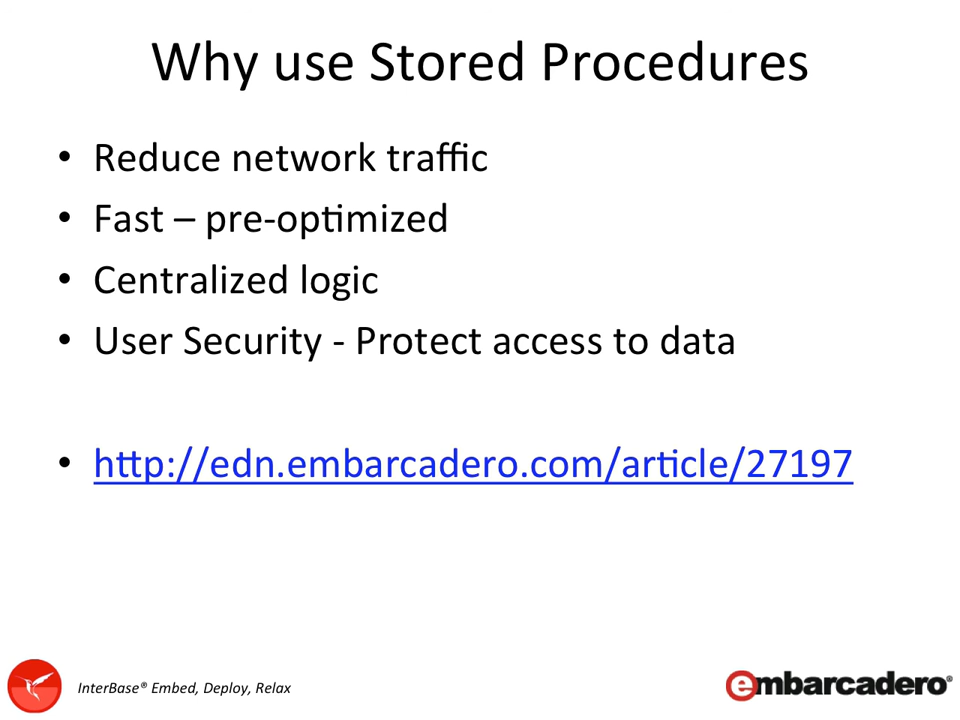 Why use Stored Procedures
• Reduce network traffic
• Fast – pre-optimized
• Centralized logic
• User Security - Protect access to data
• http://edn.embarcadero.com/article/27197
InterBase® Embed, Deploy, Relax
embarcadero®